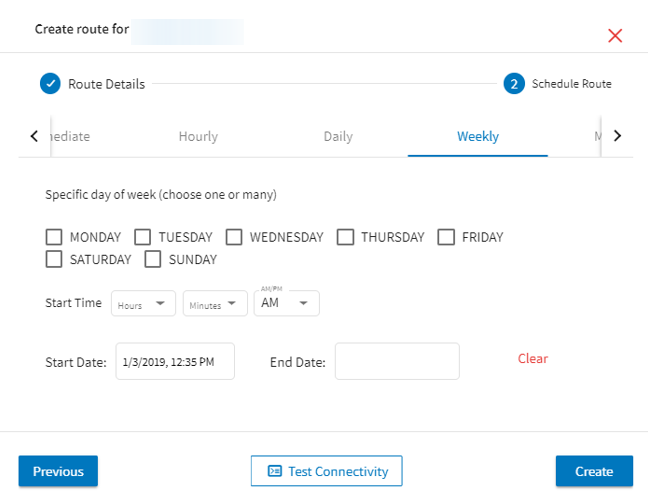 Create route for
Route Details
2 Schedule Route
mediate Hourly Daily Weekly M
Specific day of week (choose one or many)
MONDAY TUESDAY WEDNESDAY THURSDAY FRIDAY
SATURDAY SUNDAY
AM/PM
Start Time Hours Minutes AM
Start Date: 1/3/2019, 12:35 PM End Date: Clear
Previous Test Connectivity Create